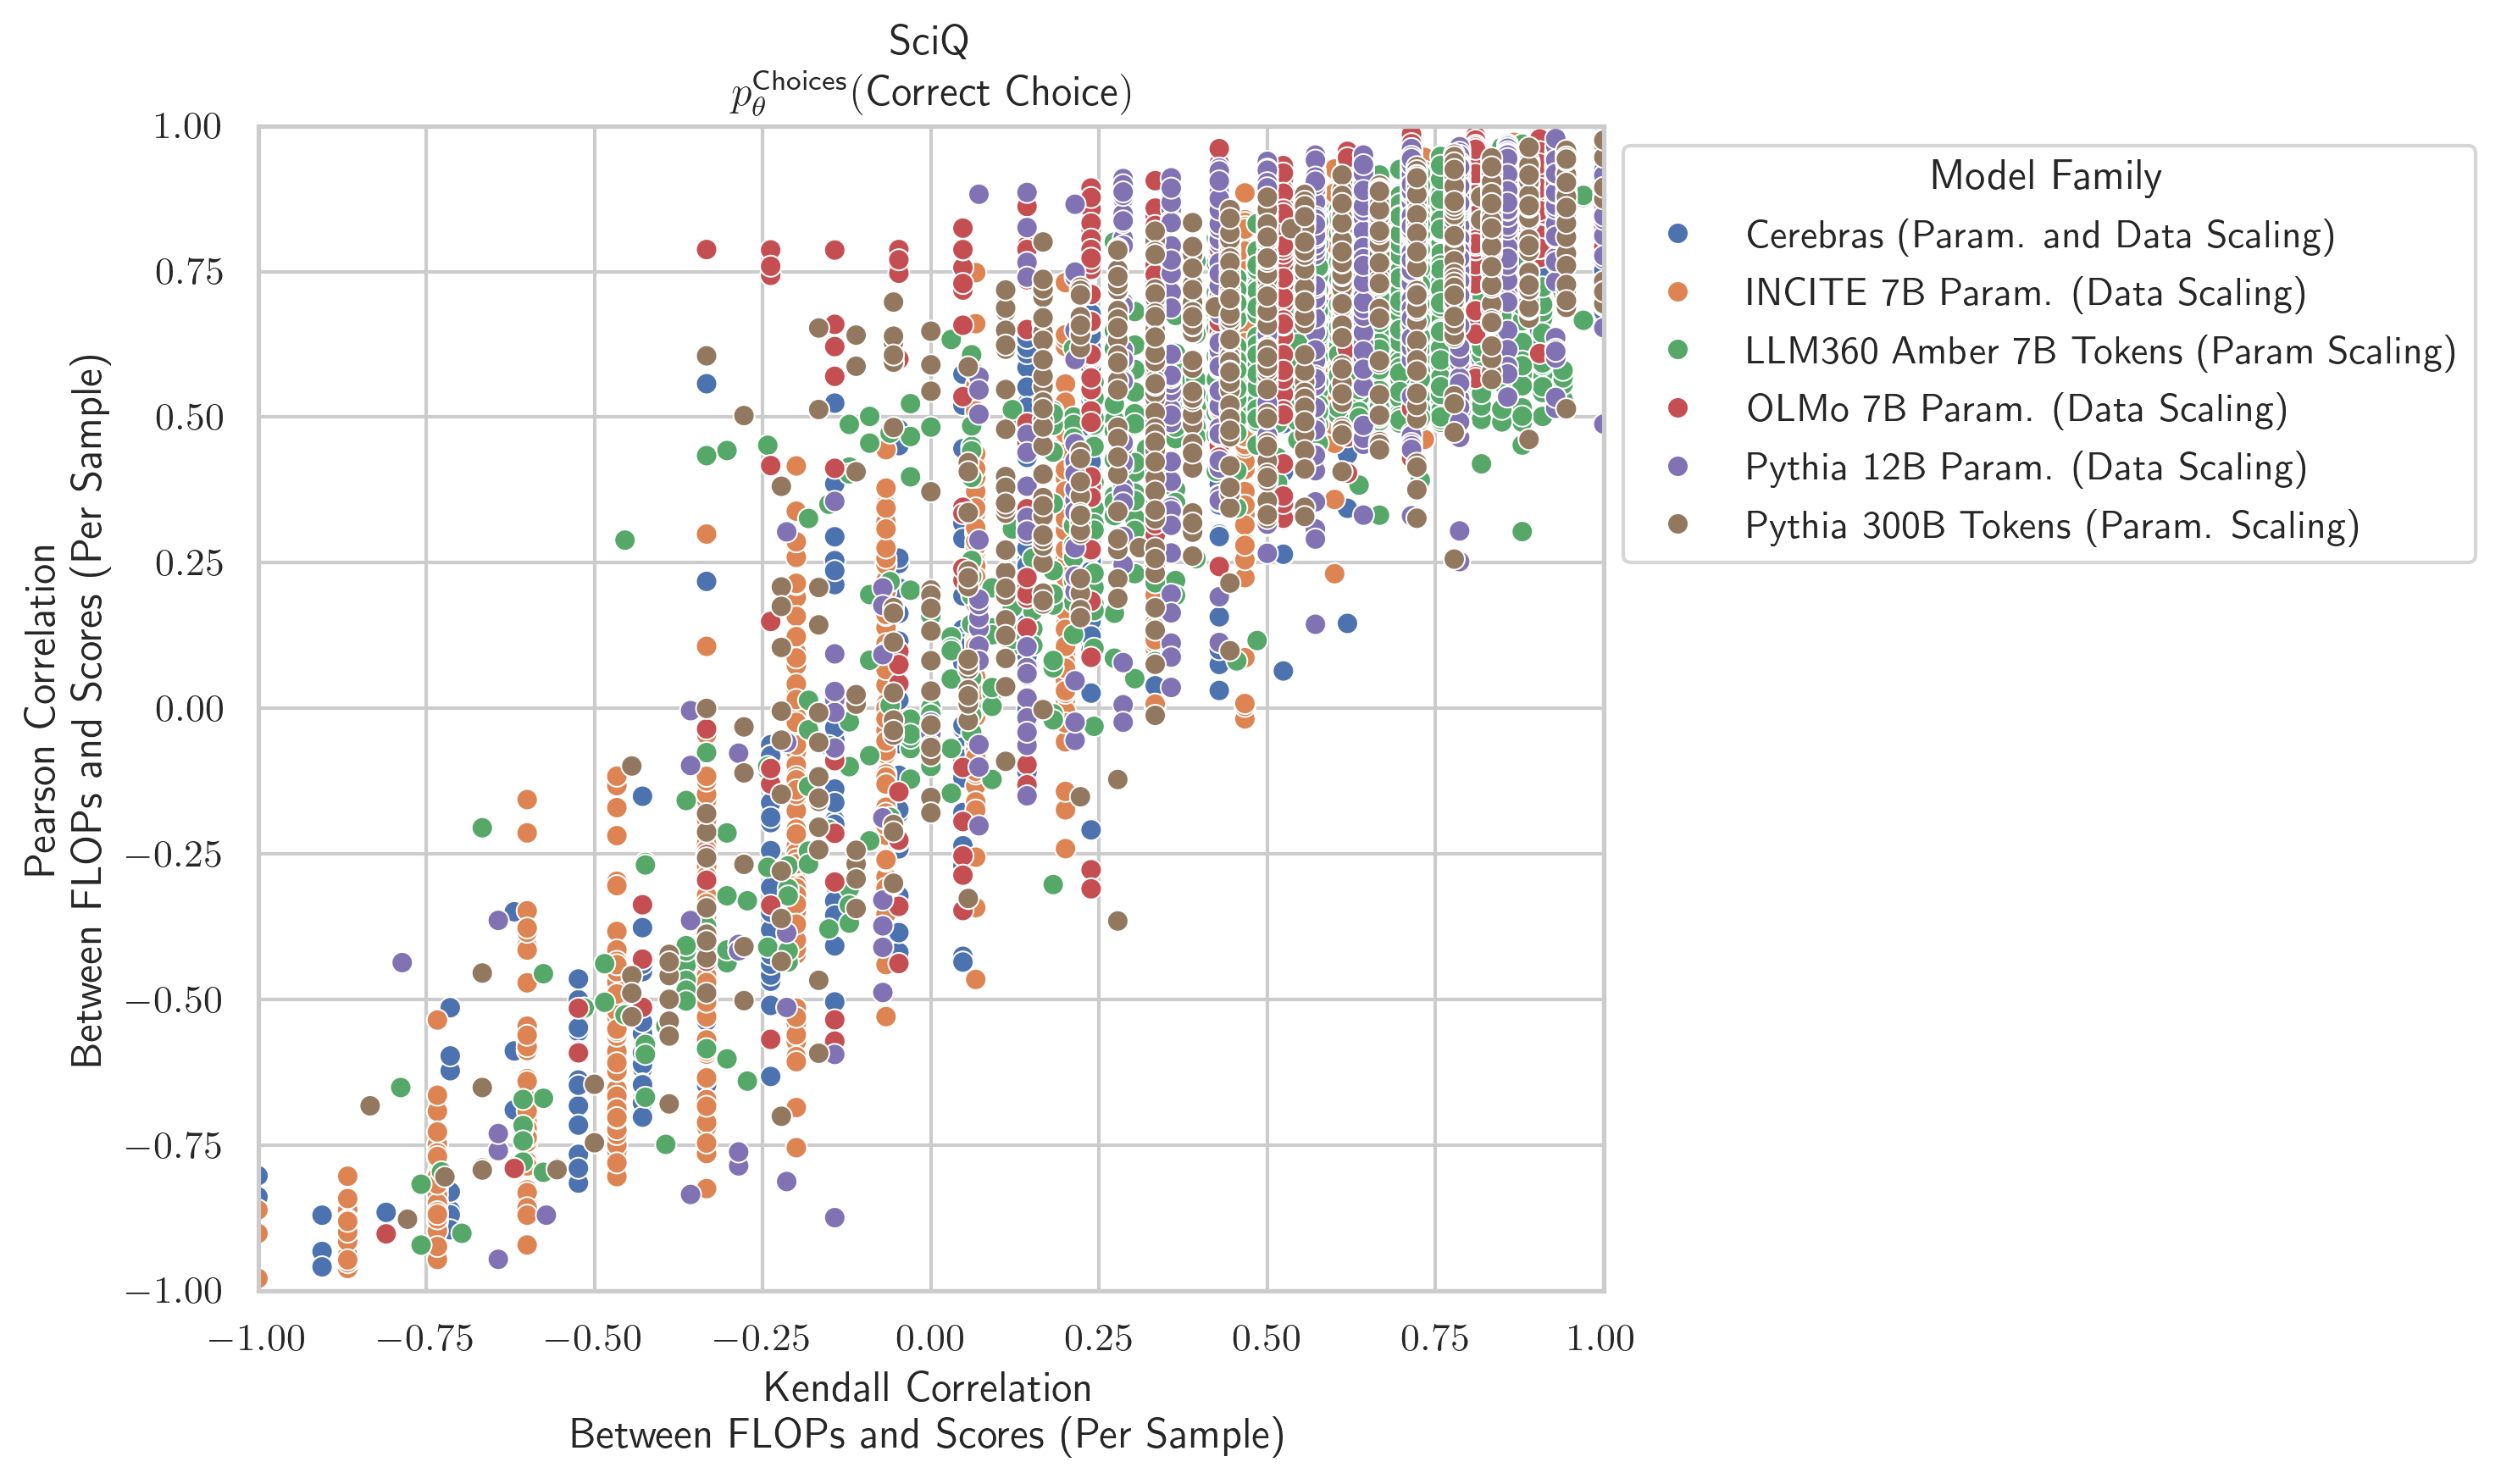 SciQ
p_θ^Choices(Correct Choice)
1.00
0.75
0.50
0.25
0.00
−0.25
−0.50
−0.75
−1.00
Pearson Correlation
Between FLOPs and Scores (Per Sample)
−1.00 −0.75 −0.50 −0.25 0.00 0.25 0.50 0.75 1.00
Kendall Correlation
Between FLOPs and Scores (Per Sample)
Model Family
Cerebras (Param. and Data Scaling)
INCITE 7B Param. (Data Scaling)
LLM360 Amber 7B Tokens (Param Scaling)
OLMo 7B Param. (Data Scaling)
Pythia 12B Param. (Data Scaling)
Pythia 300B Tokens (Param. Scaling)